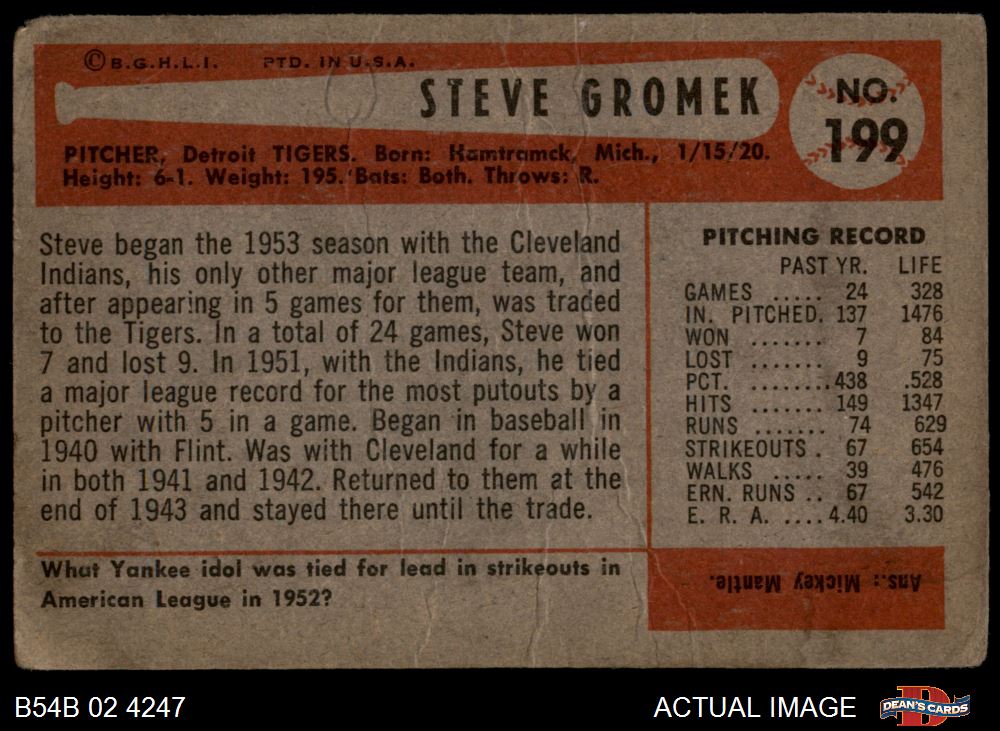 ©B.G.H.L.I. PTD. IN U.S.A.
STEVE GROMEK
NO.
199
PITCHER, Detroit TIGERS. Born: Hamtramck, Mich., 1/15/20.
Height: 6-1. Weight: 195. Bats: Both. Throws: R.
Steve began the 1953 season with the Cleveland
Indians, his only other major league team, and
after appearing in 5 games for them, was traded
to the Tigers. In a total of 24 games, Steve won
7 and lost 9. In 1951, with the Indians, he tied
a major league record for the most putouts by a
pitcher with 5 in a game. Began in baseball in
1940 with Flint. Was with Cleveland for a while
in both 1941 and 1942. Returned to them at the
end of 1943 and stayed there until the trade.
PITCHING RECORD
PAST YR. LIFE
GAMES ..... 24 328
IN. PITCHED. 137 1476
WON ....... 7 84
LOST ....... 9 75
PCT. ........438 .528
HITS ....... 149 1347
RUNS ....... 74 629
STRIKEOUTS . 67 654
WALKS ..... 39 476
ERN. RUNS .. 67 542
E. R. A. ....4.40 3.30
What Yankee idol was tied for lead in strikeouts in
American League in 1952?
Ans.: Mickey Mantle.
B54B 02 4247
ACTUAL IMAGE
D
DEAN'S CARDS